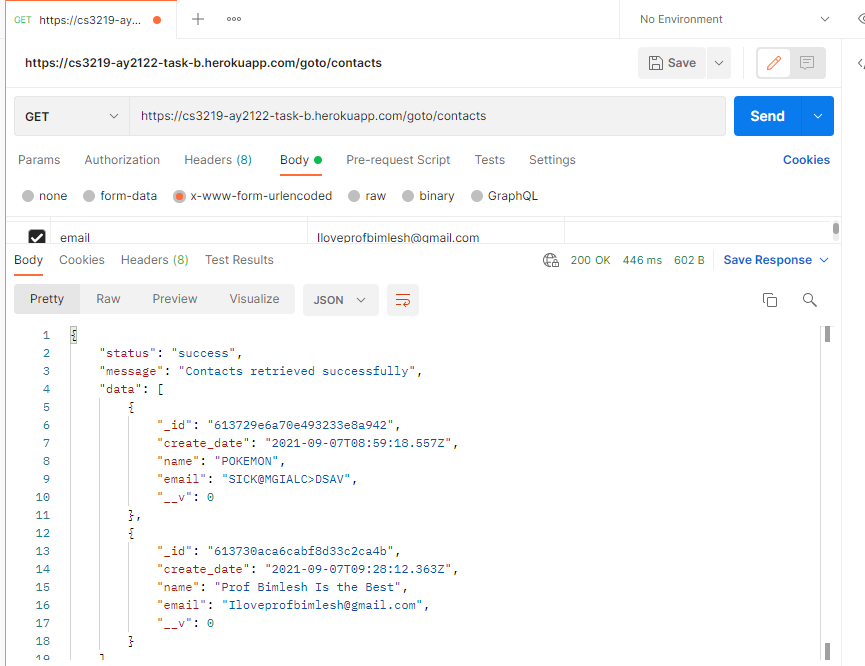 GET https://cs3219-ay... No Environment
https://cs3219-ay2122-task-b.herokuapp.com/goto/contacts Save
GET https://cs3219-ay2122-task-b.herokuapp.com/goto/contacts Send
Params Authorization Headers (8) Body Pre-request Script Tests Settings Cookies
none form-data x-www-form-urlencoded raw binary GraphQL
email Iloveprofbimlesh@gmail.com
Body Cookies Headers (8) Test Results 200 OK 446 ms 602 B Save Response
Pretty Raw Preview Visualize JSON
1 {
2 "status": "success",
3 "message": "Contacts retrieved successfully",
4 "data": [
5 {
6 "_id": "613729e6a70e493233e8a942",
7 "create_date": "2021-09-07T08:59:18.557Z",
8 "name": "POKEMON",
9 "email": "SICK@MGIALC>DSAV",
10 "__v": 0
11 },
12 {
13 "_id": "613730aca6cabf8d33c2ca4b",
14 "create_date": "2021-09-07T09:28:12.363Z",
15 "name": "Prof Bimlesh Is the Best",
16 "email": "Iloveprofbimlesh@gmail.com",
17 "__v": 0
18 }
19 ]